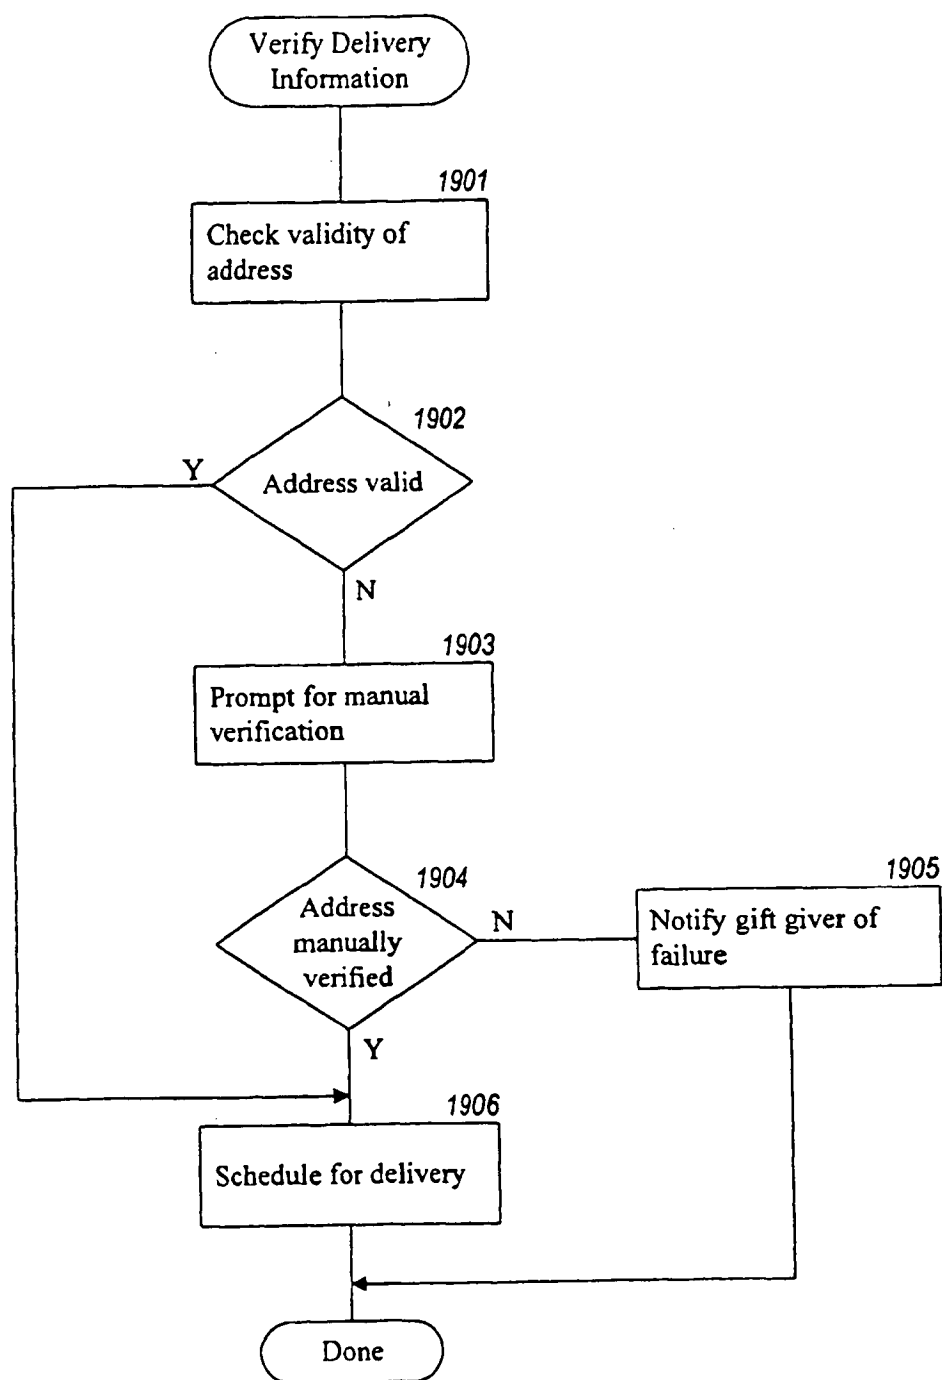 Verify Delivery
Information
1901
Check validity of
address
1902
Y
Address valid
N
1903
Prompt for manual
verification
1904
Address
manually
verified
N
1905
Notify gift giver of
failure
Y
1906
Schedule for delivery
Done